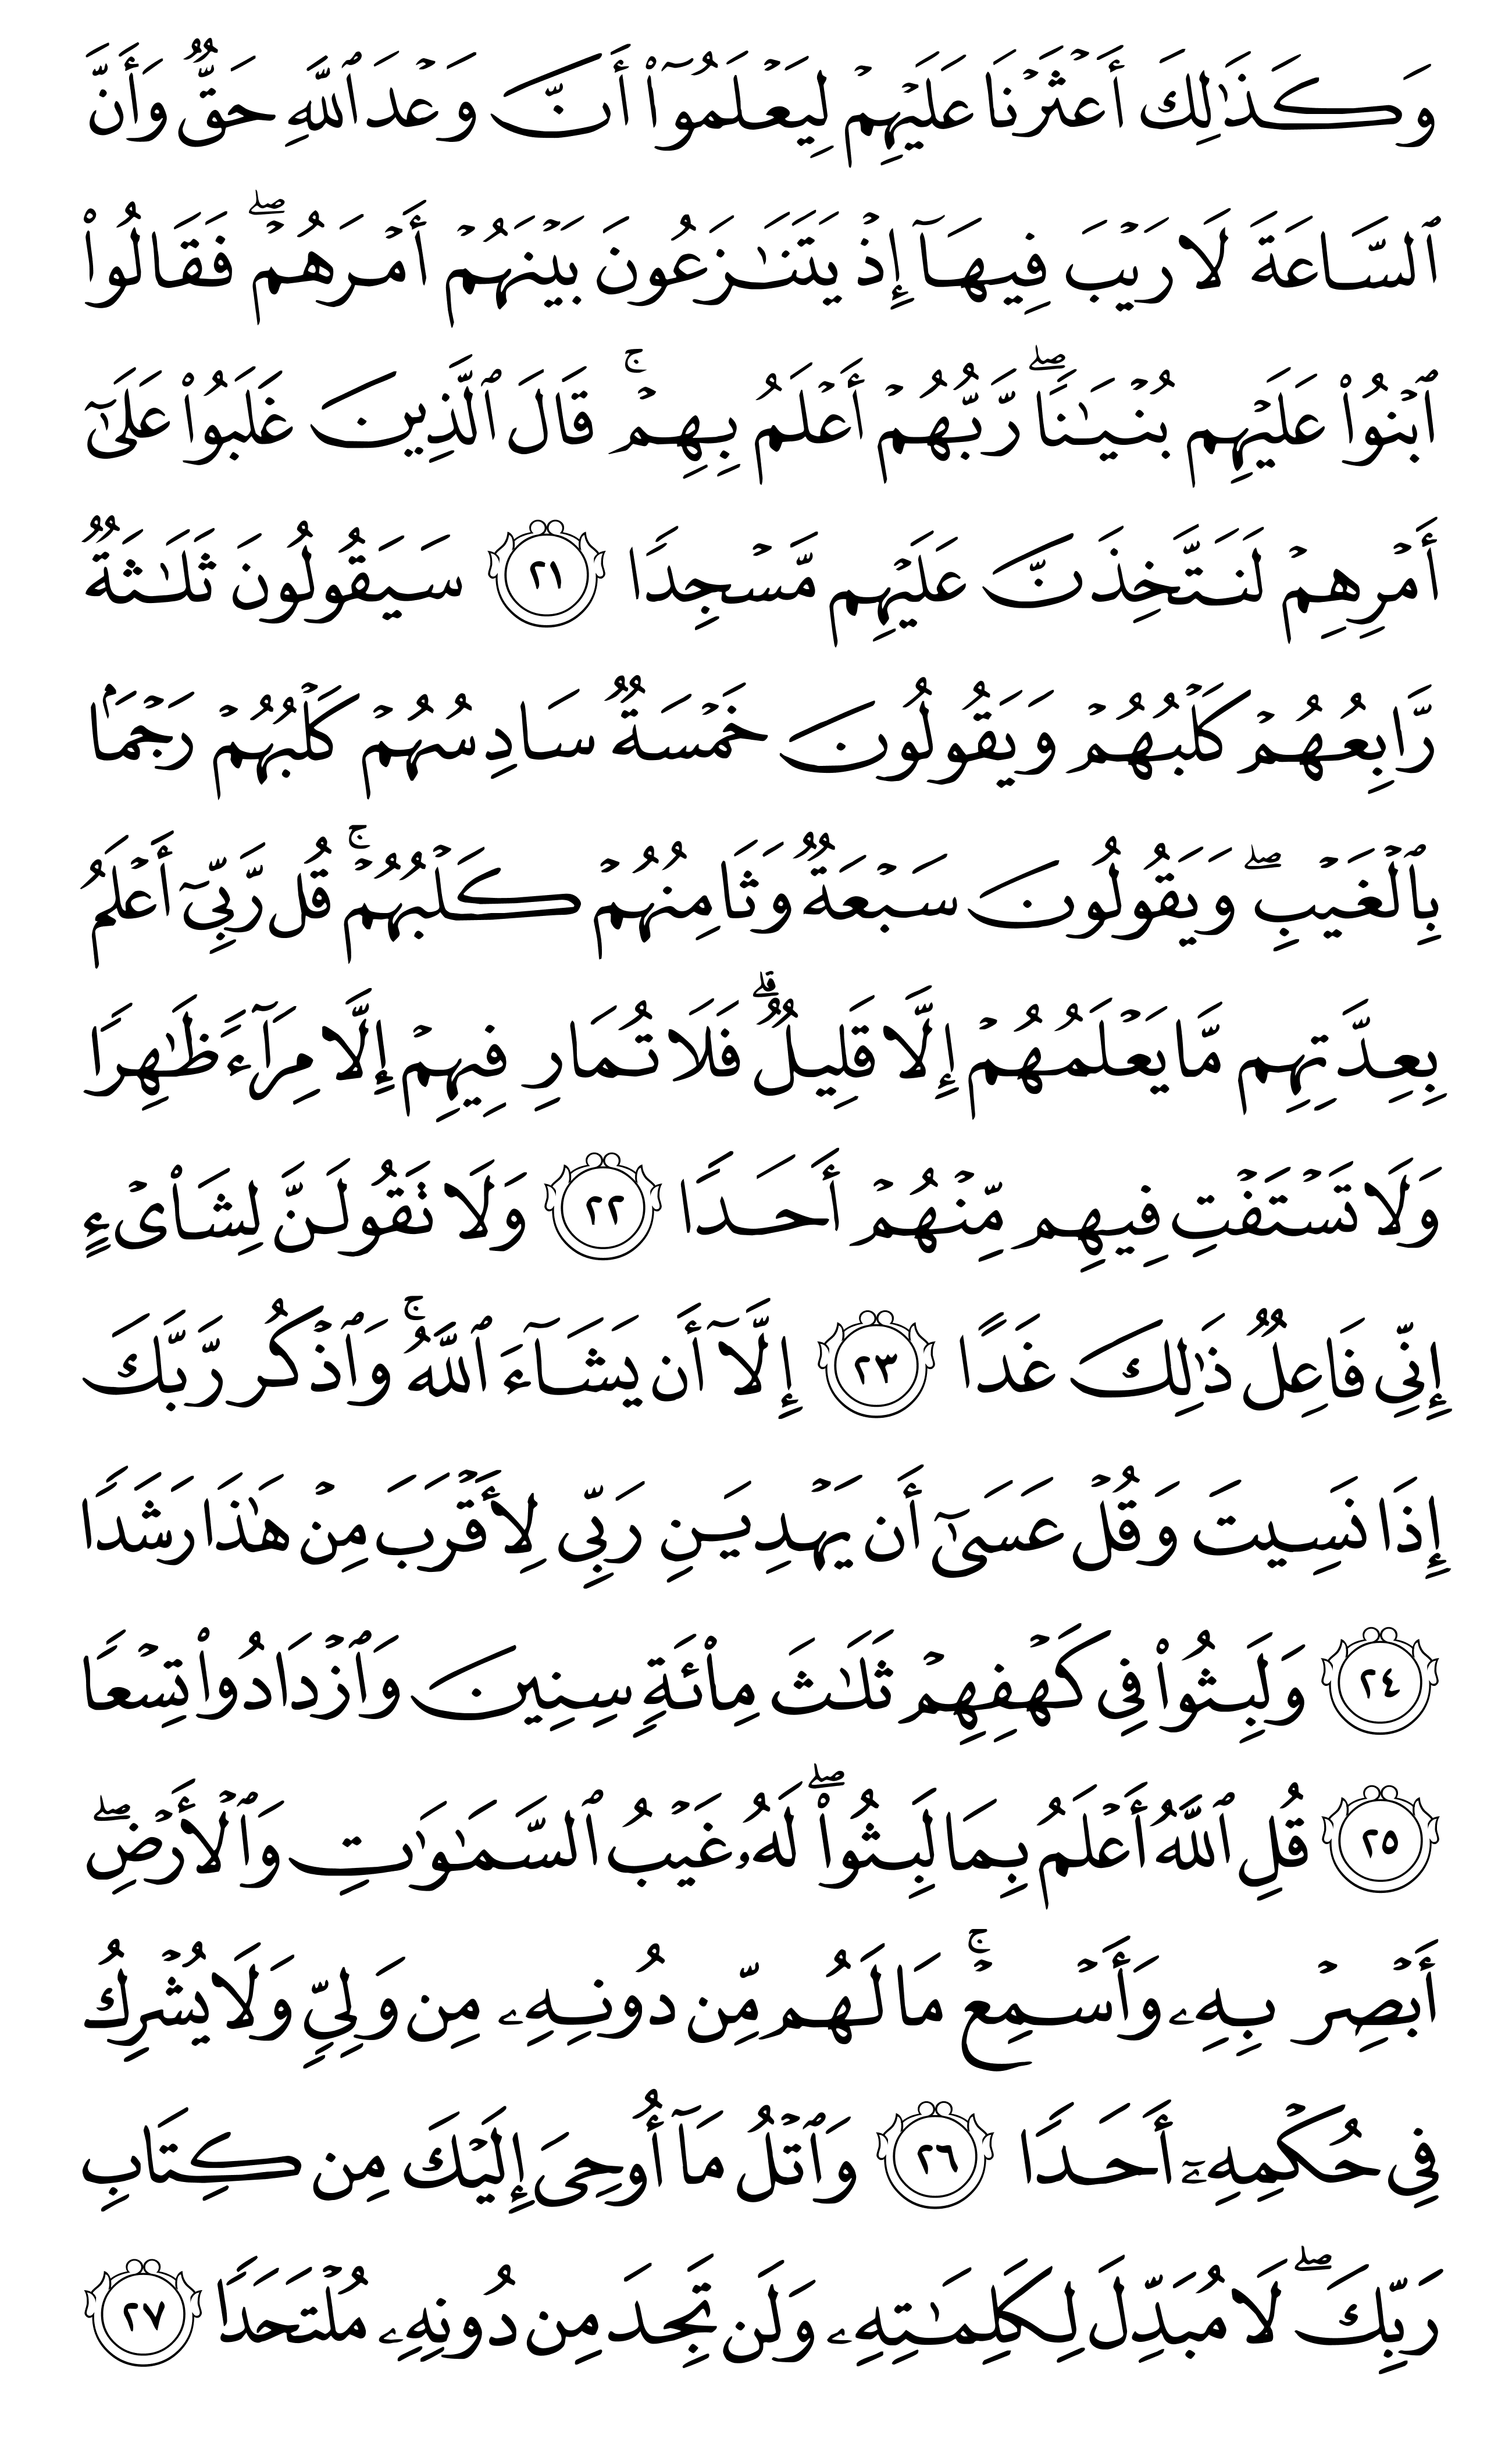 وَكَذَٰلِكَ أَعۡثَرۡنَا عَلَيۡهِمۡ لِيَعۡلَمُوٓاْ أَنَّ وَعۡدَ ٱللَّهِ حَقّٞ وَأَنَّ
ٱلسَّاعَةَ لَا رَيۡبَ فِيهَآ إِذۡ يَتَنَٰزَعُونَ بَيۡنَهُمۡ أَمۡرَهُمۡۖ فَقَالُواْ
ٱبۡنُواْ عَلَيۡهِم بُنۡيَٰنٗاۖ رَّبُّهُمۡ أَعۡلَمُ بِهِمۡۚ قَالَ ٱلَّذِينَ غَلَبُواْ عَلَىٰٓ
أَمۡرِهِمۡ لَنَتَّخِذَنَّ عَلَيۡهِم مَّسۡجِدٗا ٢١ سَيَقُولُونَ ثَلَٰثَةٞ
رَّابِعُهُمۡ كَلۡبُهُمۡ وَيَقُولُونَ خَمۡسَةٞ سَادِسُهُمۡ كَلۡبُهُمۡ رَجۡمَۢا
بِٱلۡغَيۡبِۖ وَيَقُولُونَ سَبۡعَةٞ وَثَامِنُهُمۡ كَلۡبُهُمۡۚ قُل رَّبِّيٓ أَعۡلَمُ
بِعِدَّتِهِم مَّا يَعۡلَمُهُمۡ إِلَّا قَلِيلٞۗ فَلَا تُمَارِ فِيهِمۡ إِلَّا مِرَآءٗ ظَٰهِرٗا
وَلَا تَسۡتَفۡتِ فِيهِم مِّنۡهُمۡ أَحَدٗا ٢٢ وَلَا تَقُولَنَّ لِشَاْيۡءٍ
إِنِّي فَاعِلٞ ذَٰلِكَ غَدًا ٢٣ إِلَّآ أَن يَشَآءَ ٱللَّهُۚ وَٱذۡكُر رَّبَّكَ
إِذَا نَسِيتَ وَقُلۡ عَسَىٰٓ أَن يَهۡدِيَنِ رَبِّي لِأَقۡرَبَ مِنۡ هَٰذَا رَشَدٗا
٢٤ وَلَبِثُواْ فِي كَهۡفِهِمۡ ثَلَٰثَ مِاْئَةٖ سِنِينَ وَٱزۡدَادُواْ تِسۡعٗا
٢٥ قُلِ ٱللَّهُ أَعۡلَمُ بِمَا لَبِثُواْۖ لَهُۥ غَيۡبُ ٱلسَّمَٰوَٰتِ وَٱلۡأَرۡضِۖ
أَبۡصِرۡ بِهِۦ وَأَسۡمِعۡۚ مَا لَهُم مِّن دُونِهِۦ مِن وَلِيّٖ وَلَا يُشۡرِكُ
فِي حُكۡمِهِۦٓ أَحَدٗا ٢٦ وَٱتۡلُ مَآ أُوحِيَ إِلَيۡكَ مِن كِتَابِ
رَبِّكَۖ لَا مُبَدِّلَ لِكَلِمَٰتِهِۦ وَلَن تَجِدَ مِن دُونِهِۦ مُلۡتَحَدٗا ٢٧